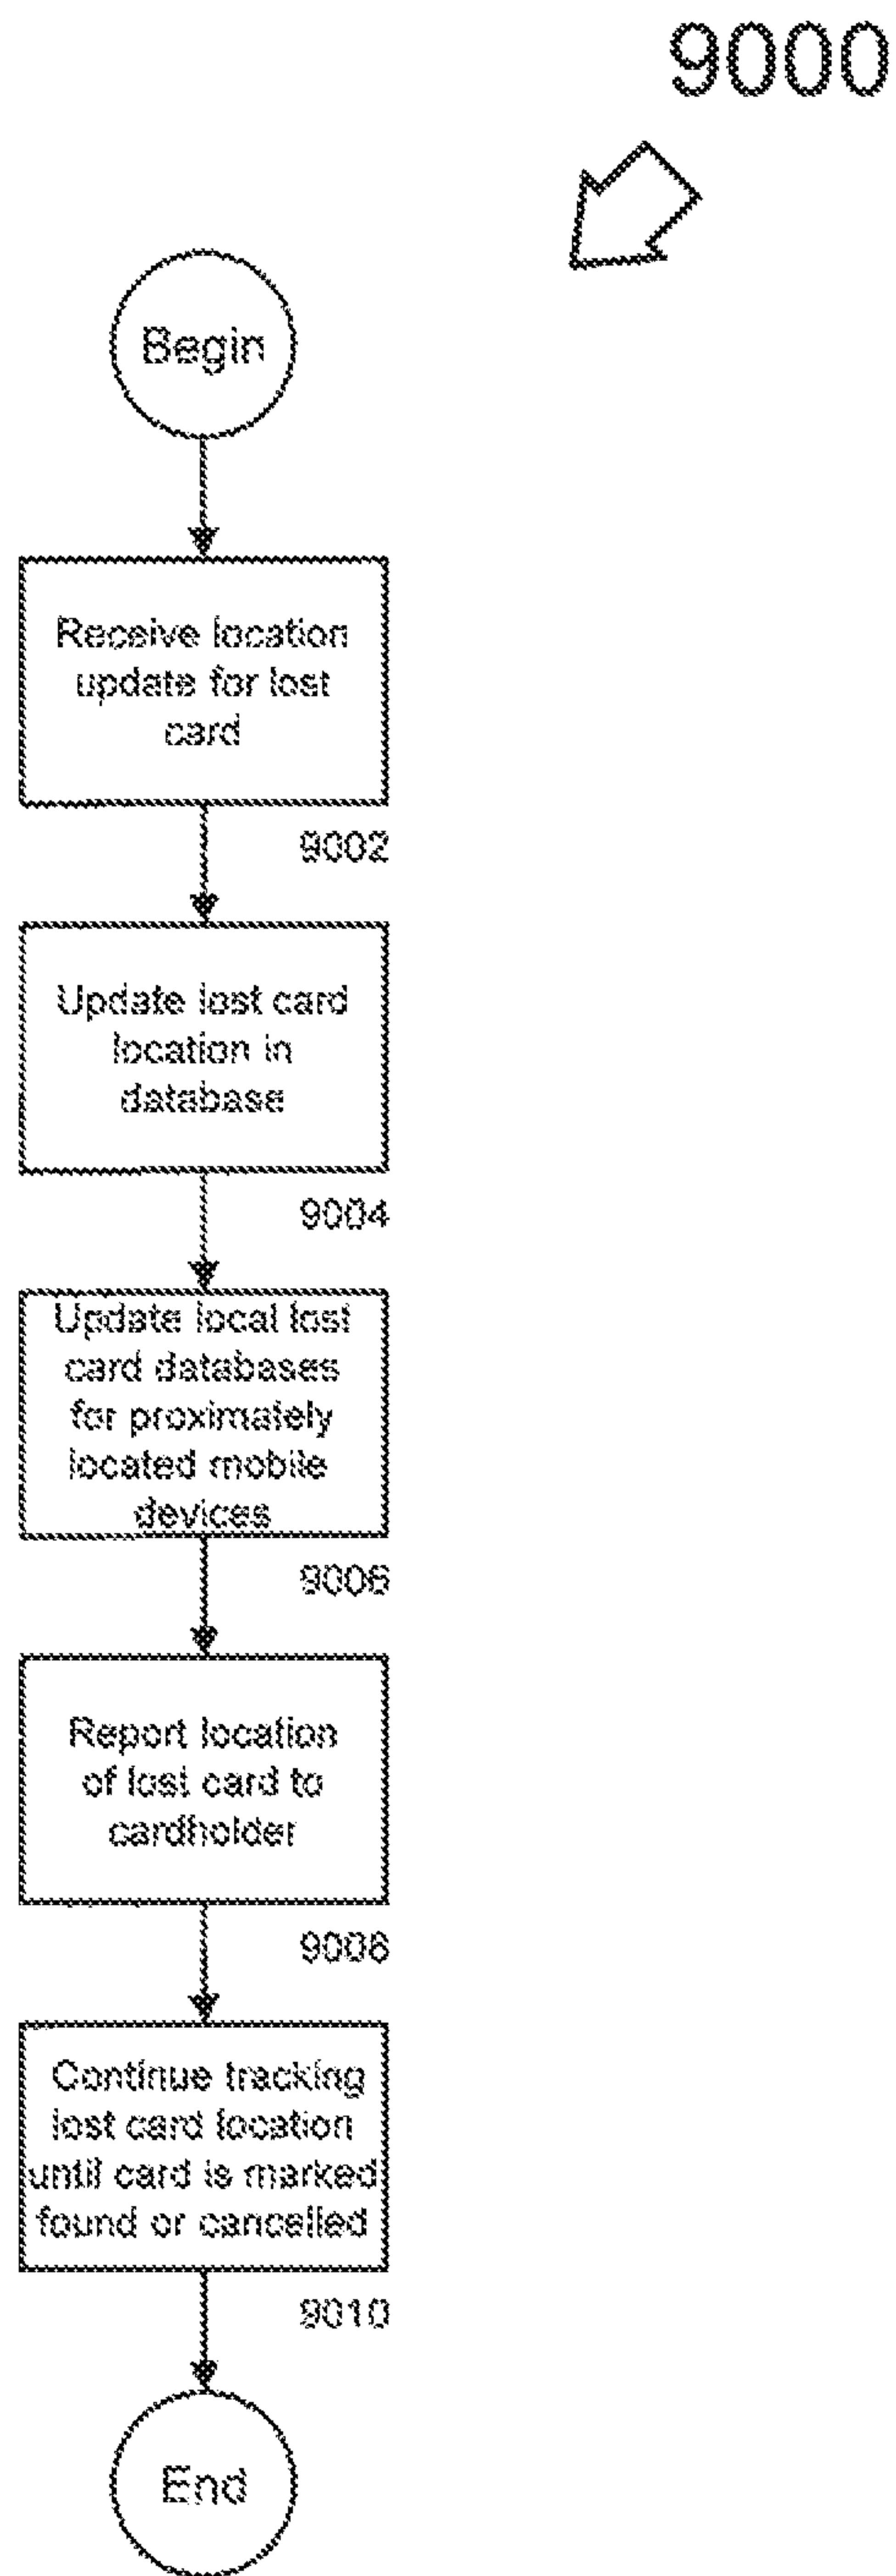 9000
Begin
Receive location
update for lost
card
9002
Update lost card
location in
database
9004
Update local lost
card databases
for proximately
located mobile
devices
9006
Report location
of lost card to
cardholder
9008
Continue tracking
lost card location
until card is marked
found or cancelled
9010
End